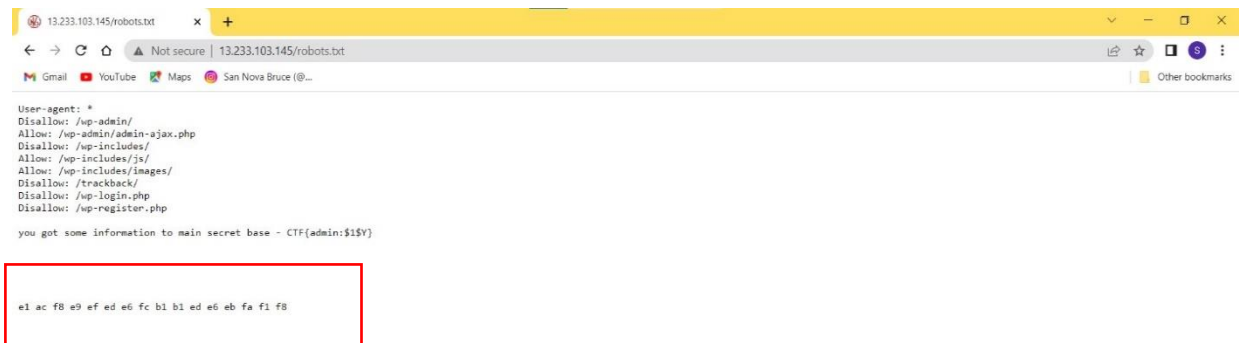 13.233.103.145/robots.txt
Not secure | 13.233.103.145/robots.txt
Gmail YouTube Maps San Nova Bruce (@... Other bookmarks
User-agent: *
Disallow: /wp-admin/
Allow: /wp-admin/admin-ajax.php
Disallow: /wp-includes/
Allow: /wp-includes/js/
Allow: /wp-includes/images/
Disallow: /trackback/
Disallow: /wp-login.php
Disallow: /wp-register.php
you got some information to main secret base - CTF{admin:$1$Y}
e1 ac f8 e9 ef ed e6 fc b1 b1 ed e6 eb fa f1 f8